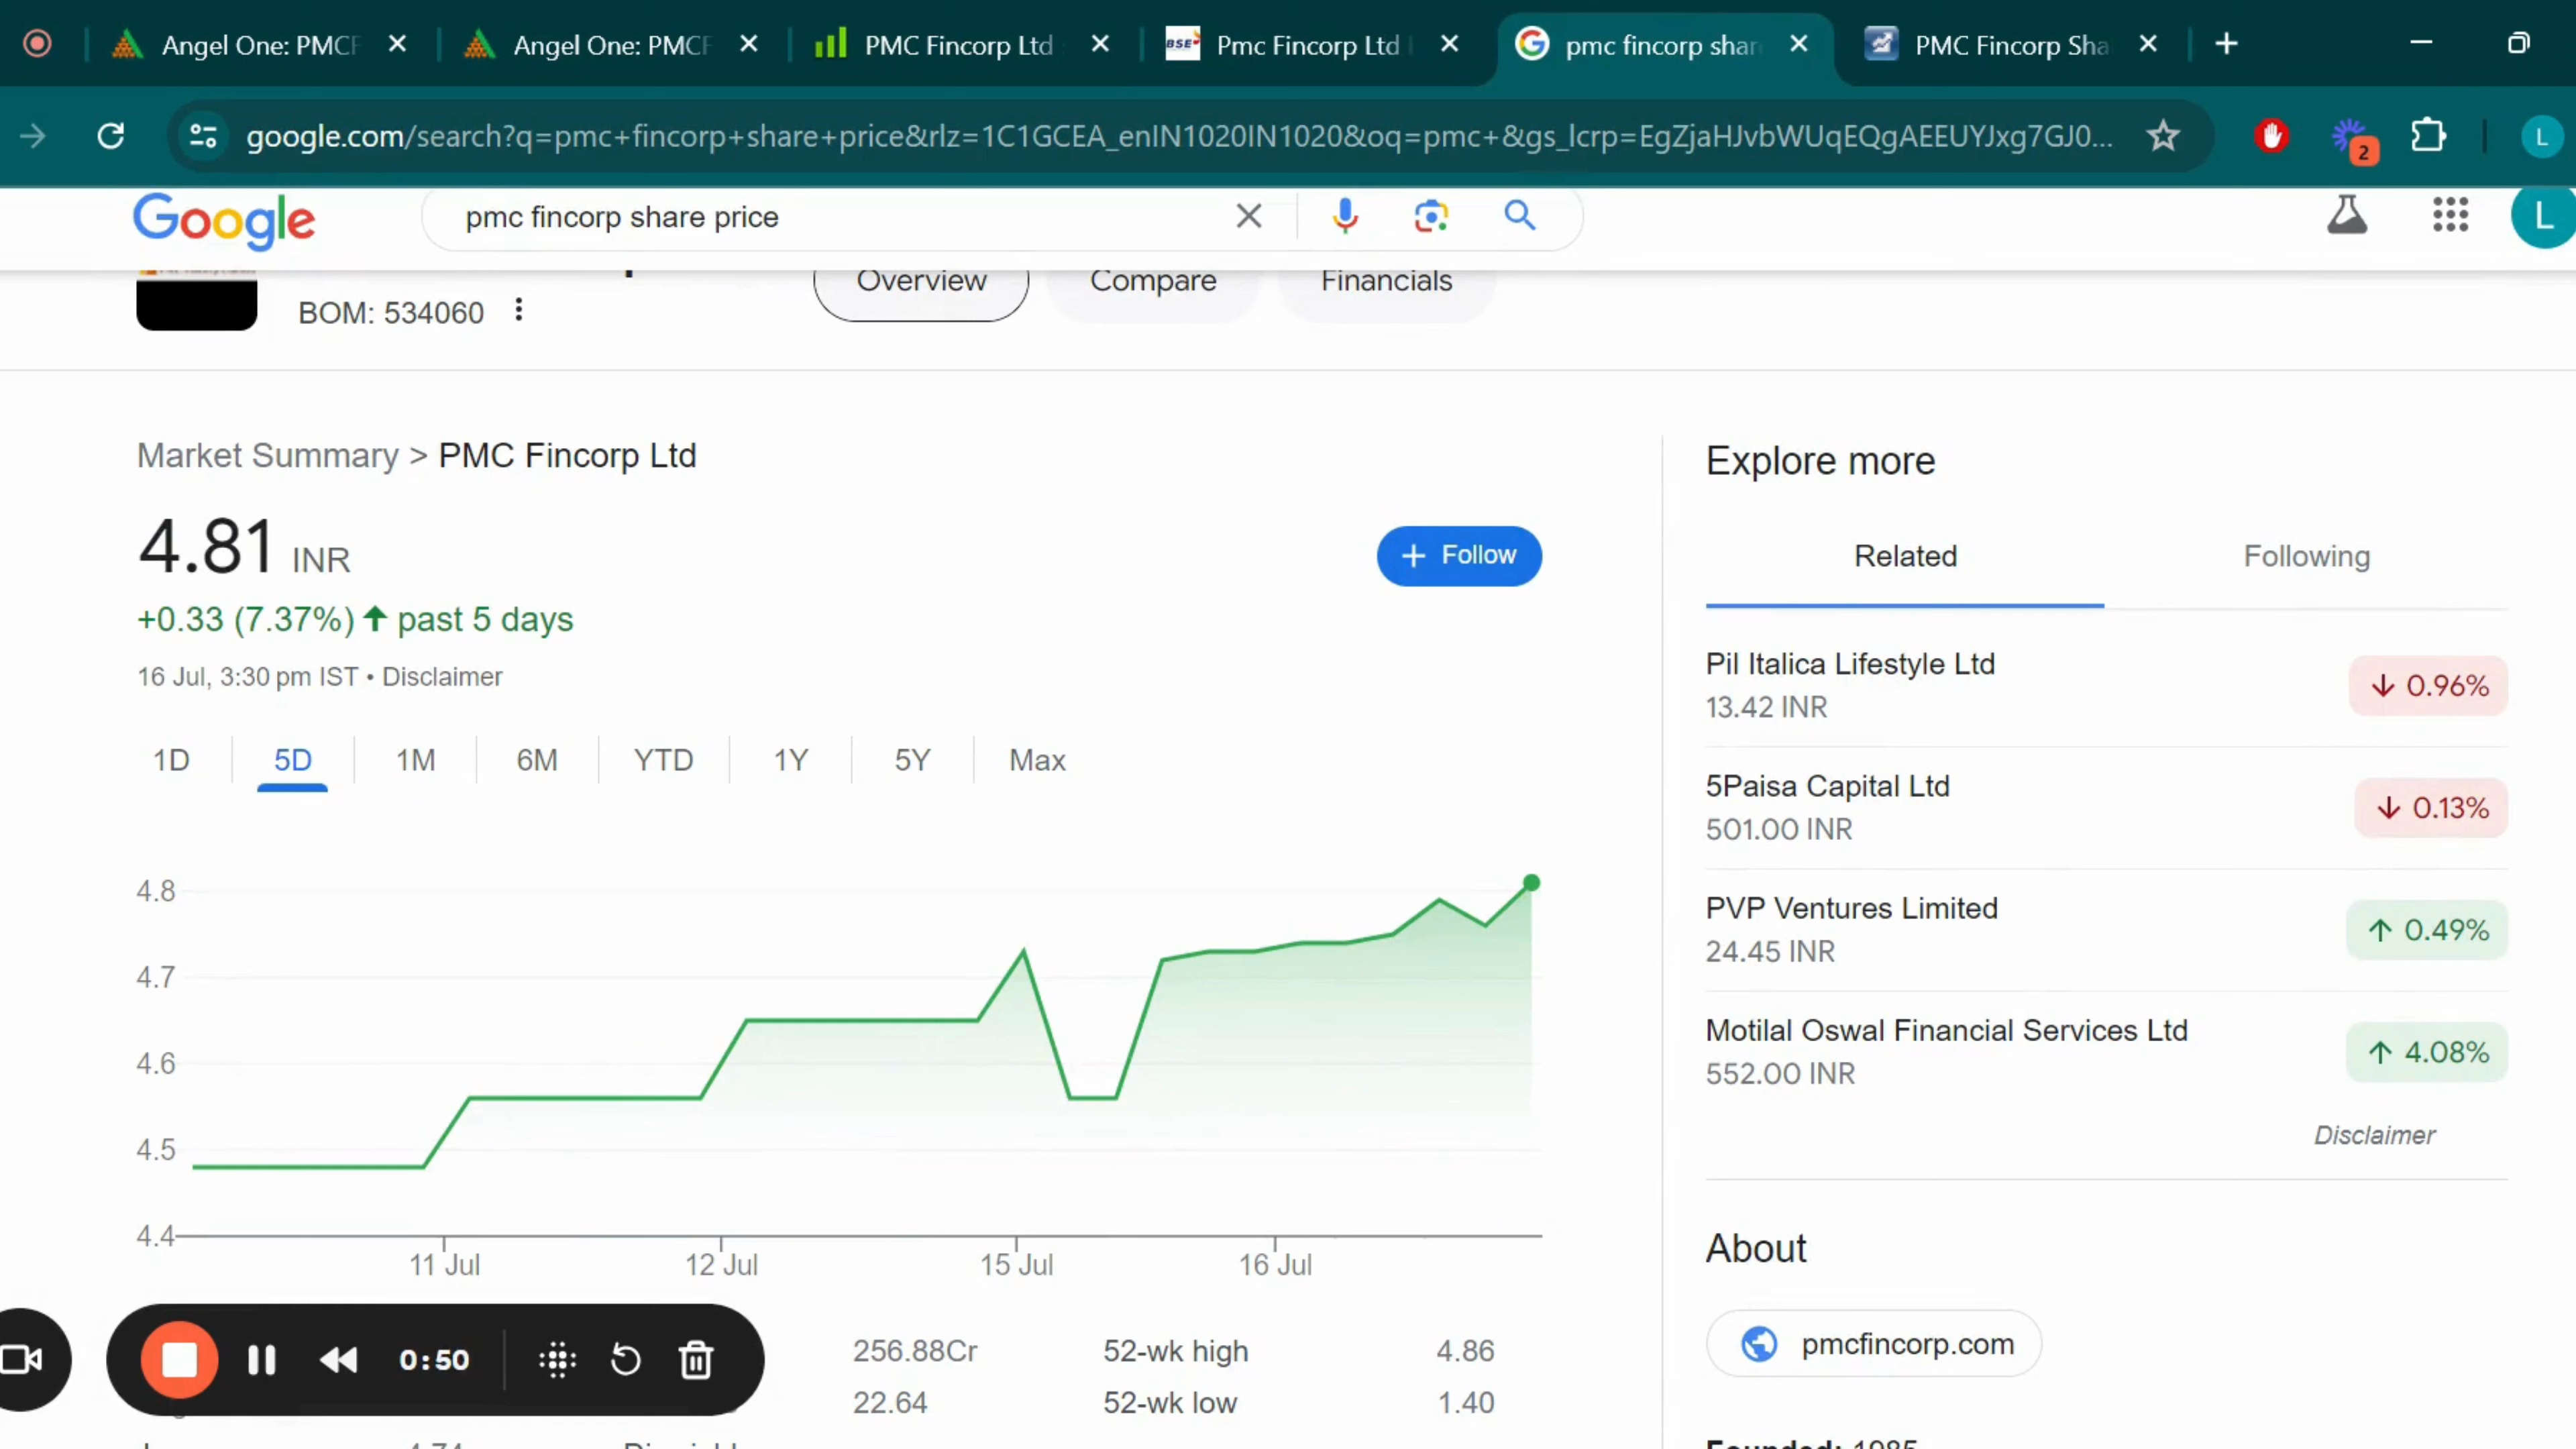 Angel One: PMCF
Angel One: PMCF
PMC Fincorp Ltd
BSE
Pmc Fincorp Ltd
pmc fincorp shar
PMC Fincorp Sha
google.com/search?q=pmc+fincorp+share+price&rlz=1C1GCEA_enIN1020IN1020&oq=pmc+&gs_lcrp=EgZjaHJvbWUqEQgAEEUYJxg7GJ0...
2
L
Google
pmc fincorp share price
L
BOM: 534060
Overview
Compare
Financials
Market Summary > PMC Fincorp Ltd
4.81 INR
+ Follow
+0.33 (7.37%) past 5 days
16 Jul, 3:30 pm IST • Disclaimer
1D
5D
1M
6M
YTD
1Y
5Y
Max
4.8
4.7
4.6
4.5
4.4
11 Jul
12 Jul
15 Jul
16 Jul
0:50
256.88Cr
52-wk high
4.86
22.64
52-wk low
1.40
Explore more
Related
Following
Pil Italica Lifestyle Ltd
13.42 INR
0.96%
5Paisa Capital Ltd
501.00 INR
0.13%
PVP Ventures Limited
24.45 INR
0.49%
Motilal Oswal Financial Services Ltd
552.00 INR
4.08%
Disclaimer
About
pmcfincorp.com
Founded: 1985